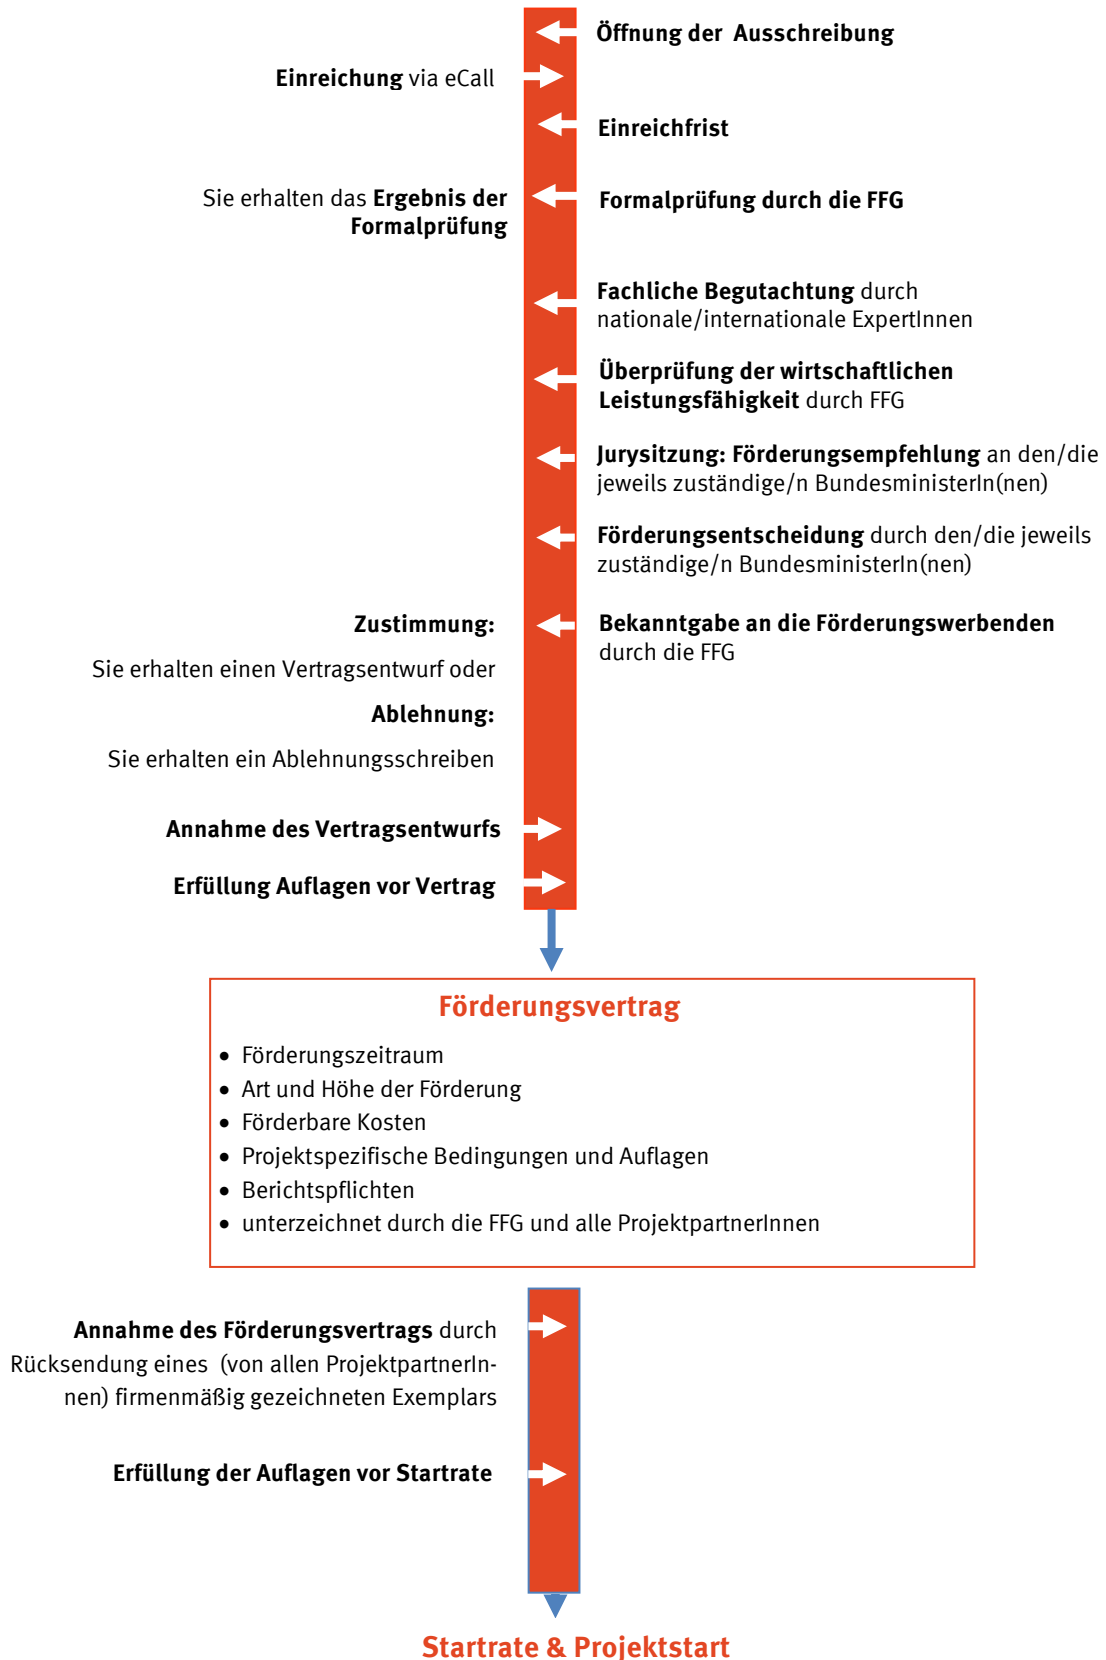 Öffnung der Ausschreibung
Einreichung via eCall
Einreichfrist
Sie erhalten das Ergebnis der
Formalprüfung
Formalprüfung durch die FFG
Fachliche Begutachtung durch
nationale/internationale ExpertInnen
Überprüfung der wirtschaftlichen
Leistungsfähigkeit durch FFG
Jurysitzung: Förderungsempfehlung an den/die
jeweils zuständige/n BundesministerIn(nen)
Förderungsentscheidung durch den/die jeweils
zuständige/n BundesministerIn(nen)
Bekanntgabe an die Förderungswerbenden
durch die FFG
Zustimmung:
Sie erhalten einen Vertragsentwurf oder
Ablehnung:
Sie erhalten ein Ablehnungsschreiben
Annahme des Vertragsentwurfs
Erfüllung Auflagen vor Vertrag
Förderungsvertrag
• Förderungszeitraum
• Art und Höhe der Förderung
• Förderbare Kosten
• Projektspezifische Bedingungen und Auflagen
• Berichtspflichten
• unterzeichnet durch die FFG und alle ProjektpartnerInnen
Annahme des Förderungsvertrags durch
Rücksendung eines (von allen ProjektpartnerIn-
nen) firmenmäßig gezeichneten Exemplars
Erfüllung der Auflagen vor Startrate
Startrate & Projektstart